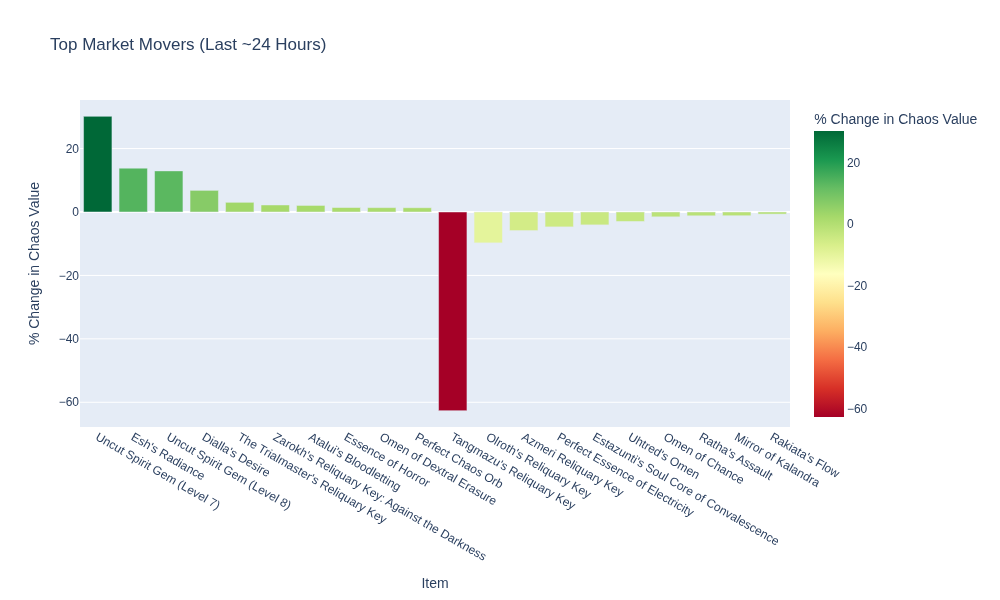 Top Market Movers (Last ~24 Hours)
% Change in Chaos Value
20
0
−20
−40
−60
% Change in Chaos Value
20
0
−20
−40
−60
Uncut Spirit Gem (Level 7)
Esh's Radiance
Uncut Spirit Gem (Level 8)
Dialla's Desire
The Trialmaster's Reliquary Key
Zarokh's Reliquary Key: Against the Darkness
Atalui's Bloodletting
Essence of Horror
Omen of Dextral Erasure
Perfect Chaos Orb
Tangmazu's Reliquary Key
Olroth's Reliquary Key
Azmeri Reliquary Key
Perfect Essence of Electricity
Estazunti's Soul Core of Convalescence
Uhtred's Omen
Omen of Chance
Ratha's Assault
Mirror of Kalandra
Rakiata's Flow
Item